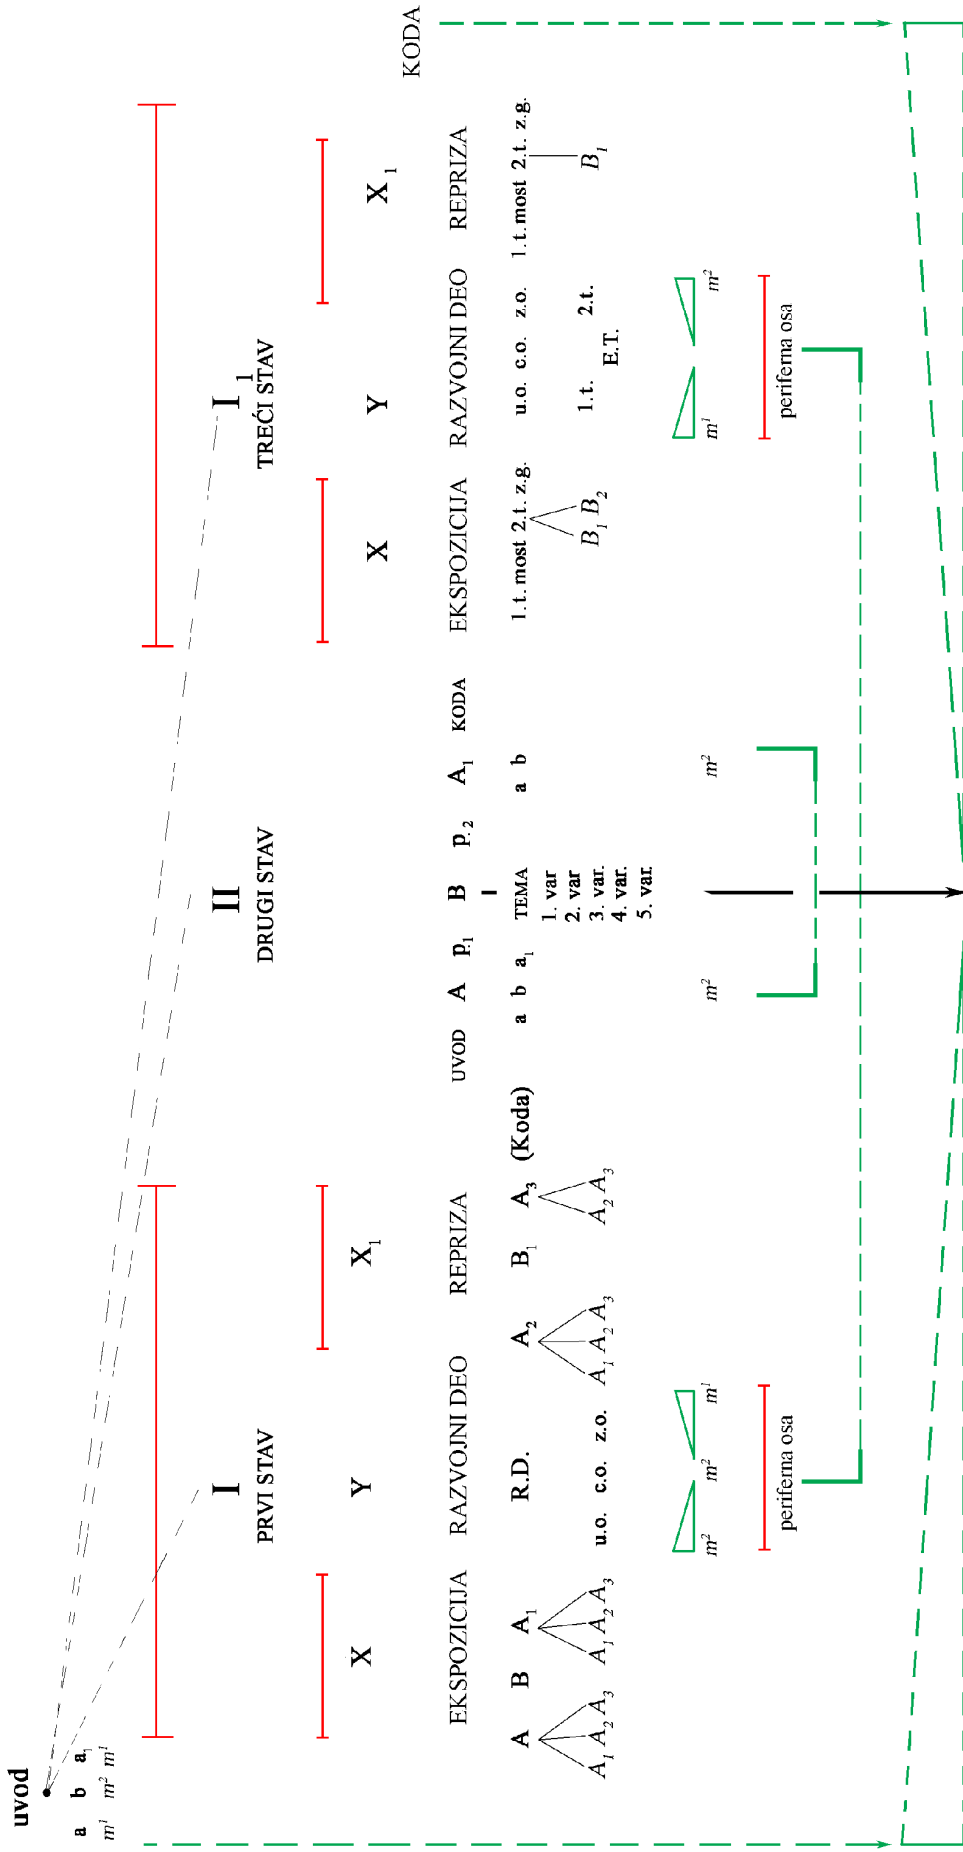 uvod
a b a1
m1 m2 m1
I II I1
PRVI STAV DRUGI STAV TREĆI STAV
KODA
X Y X1 X Y X1
EKSPOZICIJA RAZVOJNI DEO REPRIZA UVOD A p.1 B p.2 A1 KODA EKSPOZICIJA RAZVOJNI DEO REPRIZA
A B A1 R.D. A2 B1 A3 (Koda) a b a1 TEMA a b 1.t. most 2.t. z.g. u.o. c.o. z.o. 1.t. most 2.t. z.g.
1. var
2. var
3. var.
4. var.
5. var.
A1 A2 A3 A1 A2 A3 u.o. c.o. z.o. A1 A2 A3 A2 A3 B1 B2 1.t. 2.t. B1
E.T.
m2 m2 m1 m2 m2 m1 m2
periferna osa periferna osa